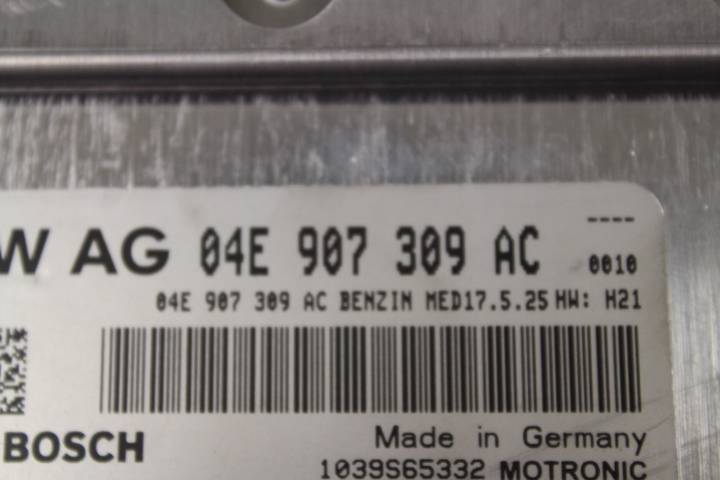 ----
W AG 04E 907 309 AC 0010
04E 907 309 AC BENZIN MED17.5.25 HW: H21
BOSCH Made in Germany
1039S65332 MOTRONIC